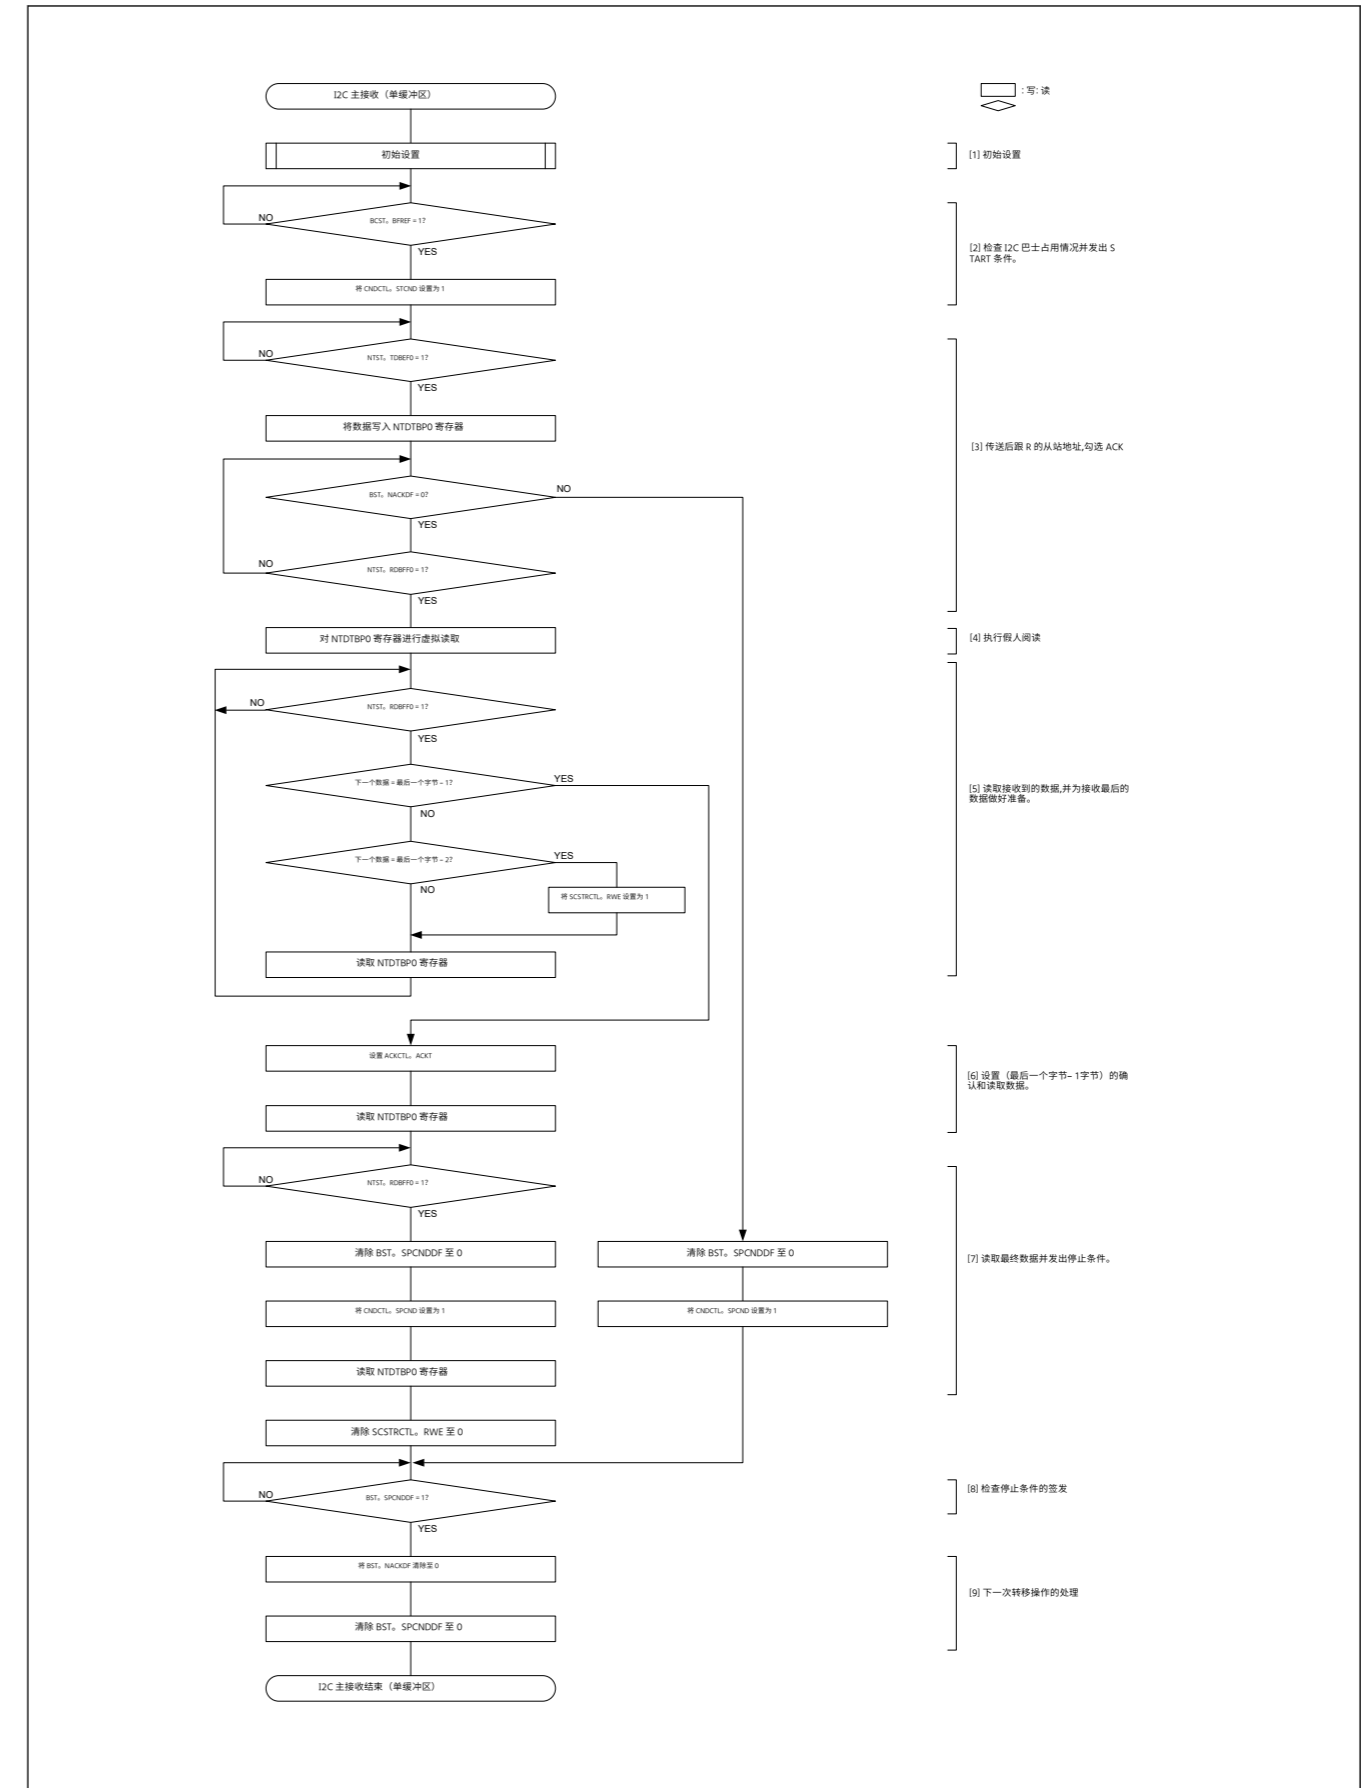 I2C 主接收（单缓冲区）
: 写: 读
初始设置
[1] 初始设置
NO
BCST。BFREF = 1?
YES
[2] 检查 I2C 巴士占用情况并发出 S
TART 条件。
将 CNDCTL。STCND 设置为 1
NO
NTST。TDBEF0 = 1?
YES
将数据写入 NTDTBP0 寄存器
[3] 传送后跟 R 的从站地址,勾选 ACK
BST。NACKDF = 0?
NO
YES
NO
NTST。RDBFF0 = 1?
YES
对 NTDTBP0 寄存器进行虚拟读取
[4] 执行假人阅读
NO
NTST。RDBFF0 = 1?
YES
下一个数据 = 最后一个字节 – 1?
YES
NO
[5] 读取接收到的数据,并为接收最后的
数据做好准备。
下一个数据 = 最后一个字节 – 2?
YES
NO
将 SCSTRCTL。RWE 设置为 1
读取 NTDTBP0 寄存器
设置 ACKCTL。ACKT
[6] 设置（最后一个字节– 1字节）的确
认和读取数据。
读取 NTDTBP0 寄存器
NO
NTST。RDBFF0 = 1?
YES
清除 BST。SPCNDDF 至 0
清除 BST。SPCNDDF 至 0
[7] 读取最终数据并发出停止条件。
将 CNDCTL。SPCND 设置为 1
将 CNDCTL。SPCND 设置为 1
读取 NTDTBP0 寄存器
清除 SCSTRCTL。RWE 至 0
NO
BST。SPCNDDF = 1?
YES
[8] 检查停止条件的签发
将 BST。NACKDF 清除至 0
[9] 下一次转移操作的处理
清除 BST。SPCNDDF 至 0
I2C 主接收结束（单缓冲区）